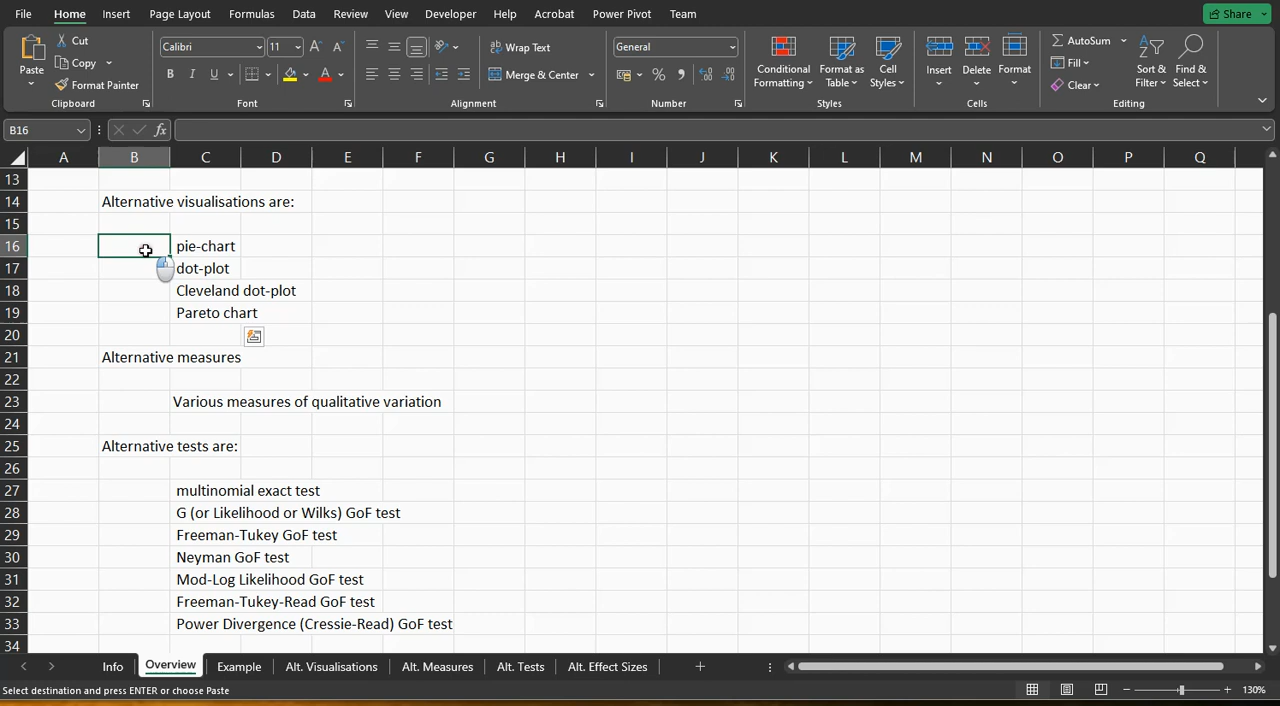 File Home Insert Page Layout Formulas Data Review View Developer Help Acrobat Power Pivot Team Share
Paste Cut Copy Format Painter Clipboard
Calibri 11 A A B I U A Font
Wrap Text Merge & Center Alignment
General % Number
Conditional Formatting Format as Table Cell Styles Styles
Insert Delete Format Cells
AutoSum Fill Clear Sort & Filter Find & Select Editing
B16 fx
A B C D E F G H I J K L M N O P Q
13
14 Alternative visualisations are:
15
16 pie-chart
17 dot-plot
18 Cleveland dot-plot
19 Pareto chart
20
21 Alternative measures
22
23 Various measures of qualitative variation
24
25 Alternative tests are:
26
27 multinomial exact test
28 G (or Likelihood or Wilks) GoF test
29 Freeman-Tukey GoF test
30 Neyman GoF test
31 Mod-Log Likelihood GoF test
32 Freeman-Tukey-Read GoF test
33 Power Divergence (Cressie-Read) GoF test
34
Info Overview Example Alt. Visualisations Alt. Measures Alt. Tests Alt. Effect Sizes
Select destination and press ENTER or choose Paste 130%